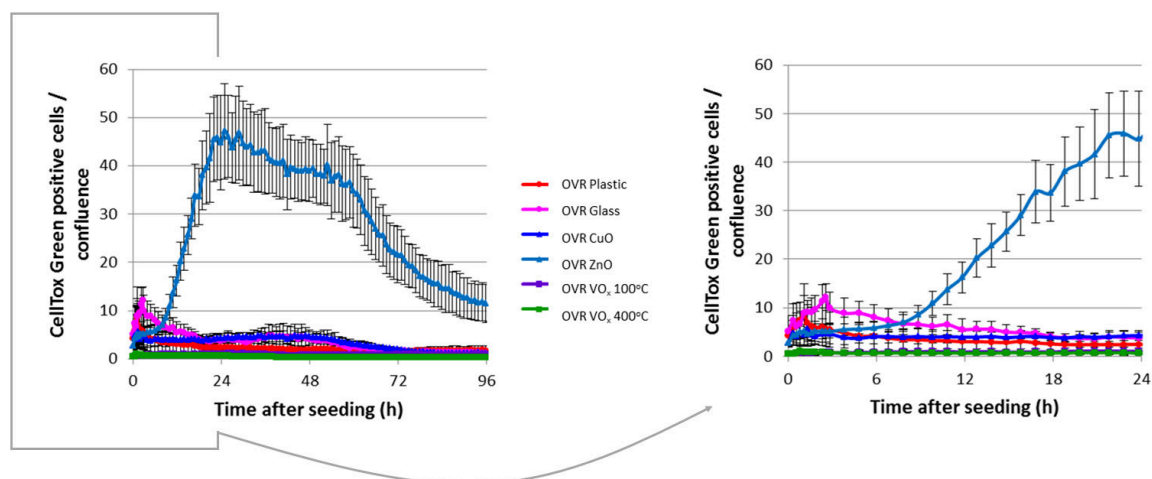 60
50
40
30
20
10
0
CellTox Green positive cells /
confluence
0 24 48 72 96
Time after seeding (h)
OVR Plastic
OVR Glass
OVR CuO
OVR ZnO
OVR VOₓ 100°C
OVR VOₓ 400°C
60
50
40
30
20
10
0
CellTox Green positive cells /
confluence
0 6 12 18 24
Time after seeding (h)